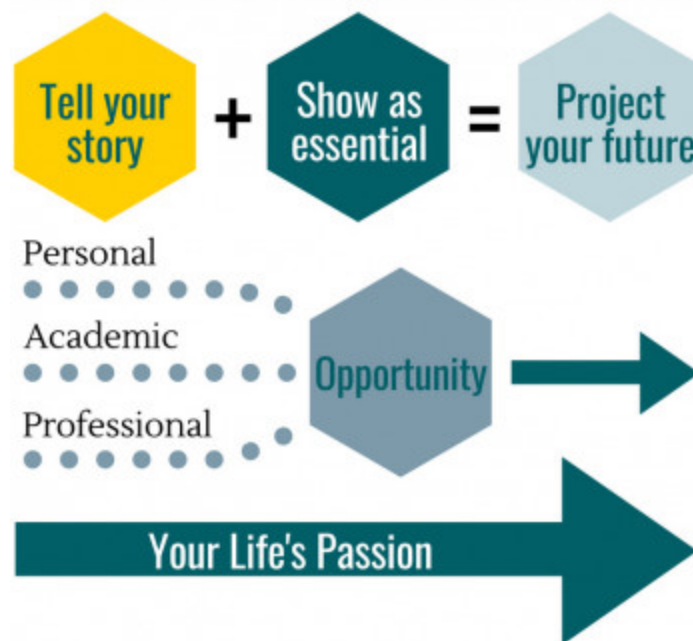 Tell your
story
+
Show as
essential
=
Project
your future
Personal
Academic
Opportunity
Professional
Your Life's Passion